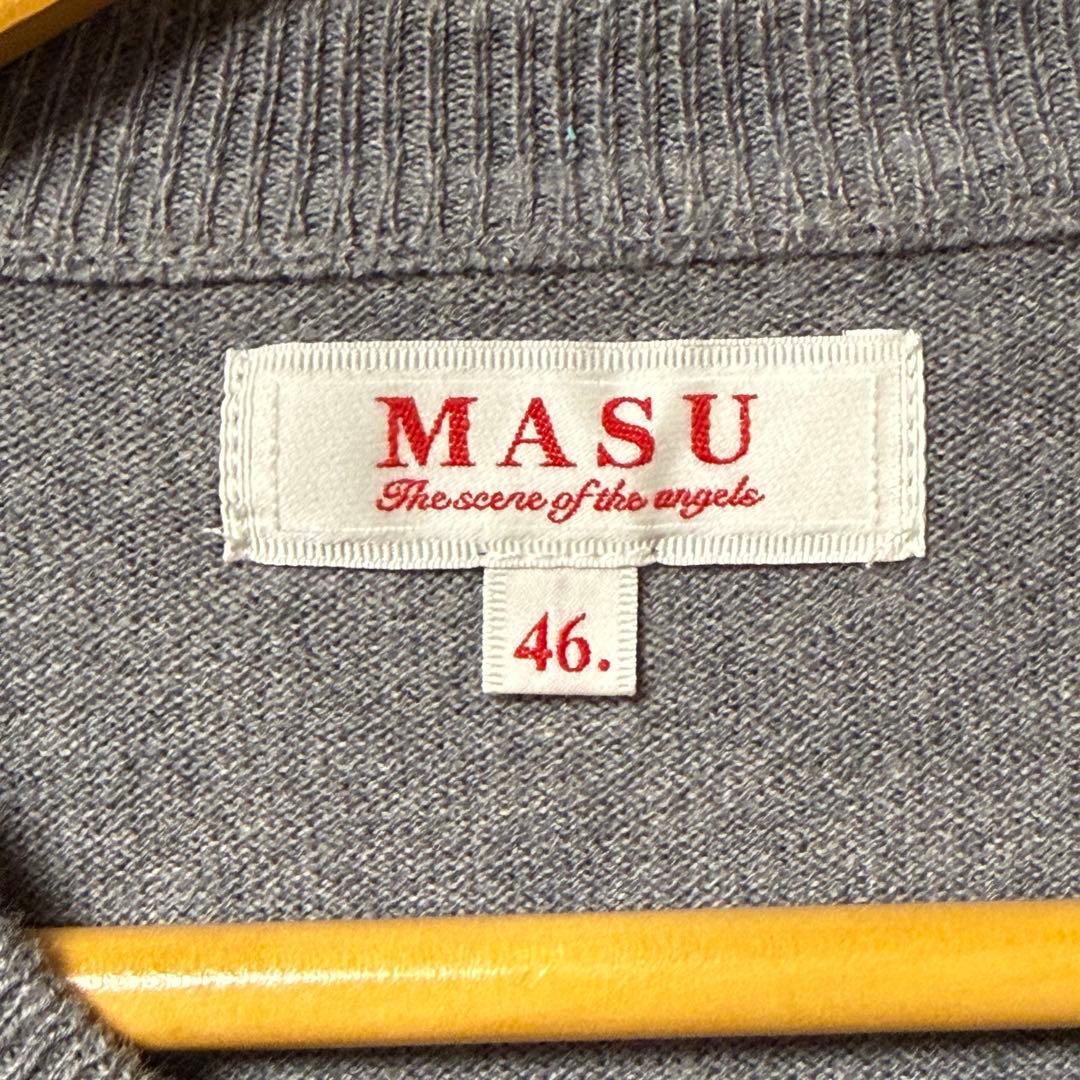 MASU
The scene of the angels
46.